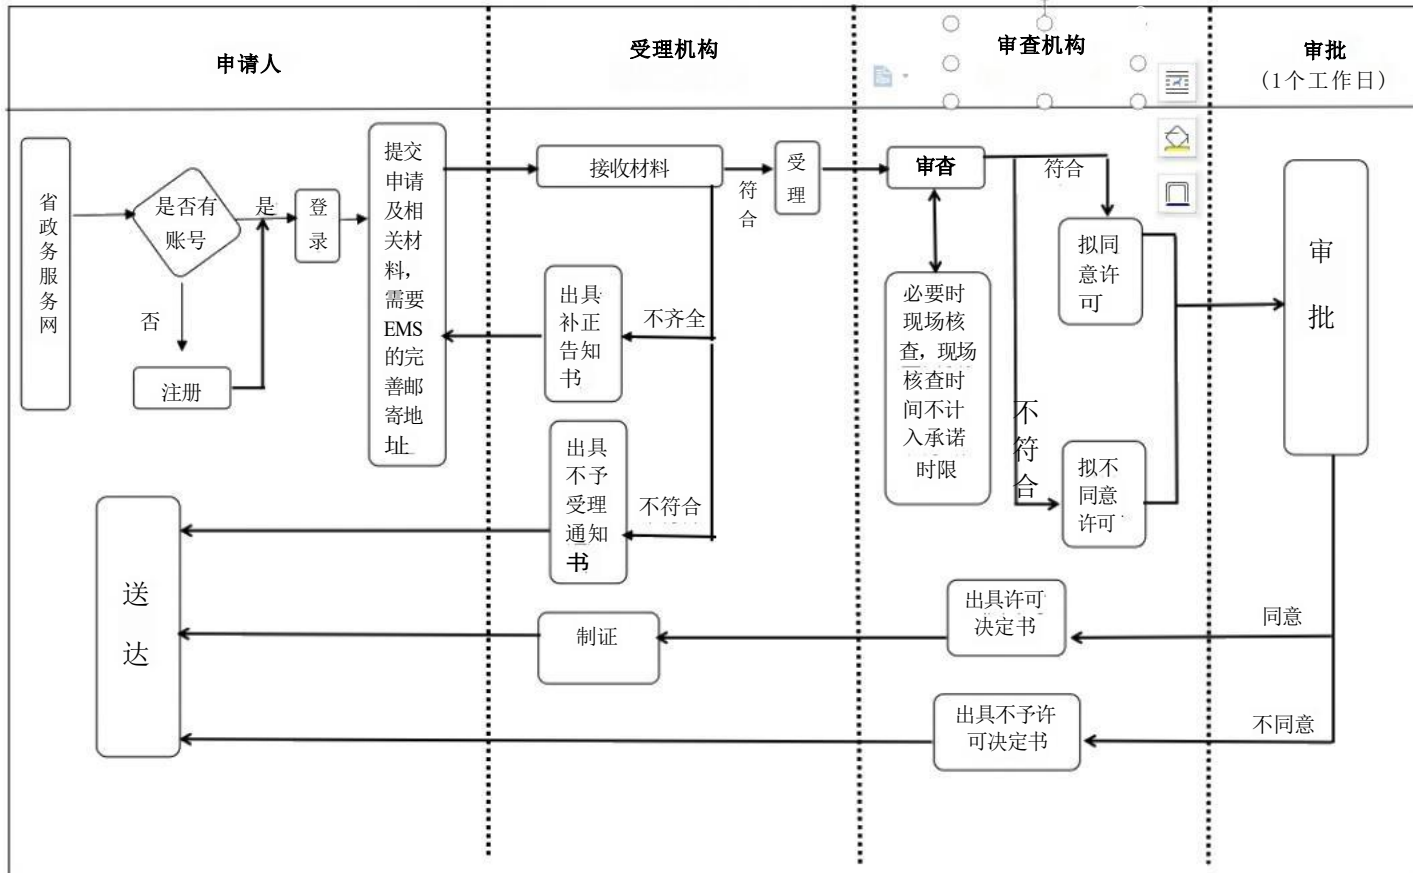 申请人
受理机构
审查机构
审批
(1个工作日)
省
政
务
服
务
网
是否有
账号
是
否
注册
登
录
提交
申请
及相
关材
料，
需要
EMS
的完
善邮
寄地
址
接收材料
符
合
受
理
不齐全
出具
补正
告知
书
不符合
出具
不予
受理
通知
书
审查
符合
必要时
现场核
查，现场
核查时
间不计
入承诺
时限
不
符
合
拟同
意许
可
拟不
同意
许可
审
批
送
达
制证
出具许可
决定书
同意
出具不予许
可决定书
不同意